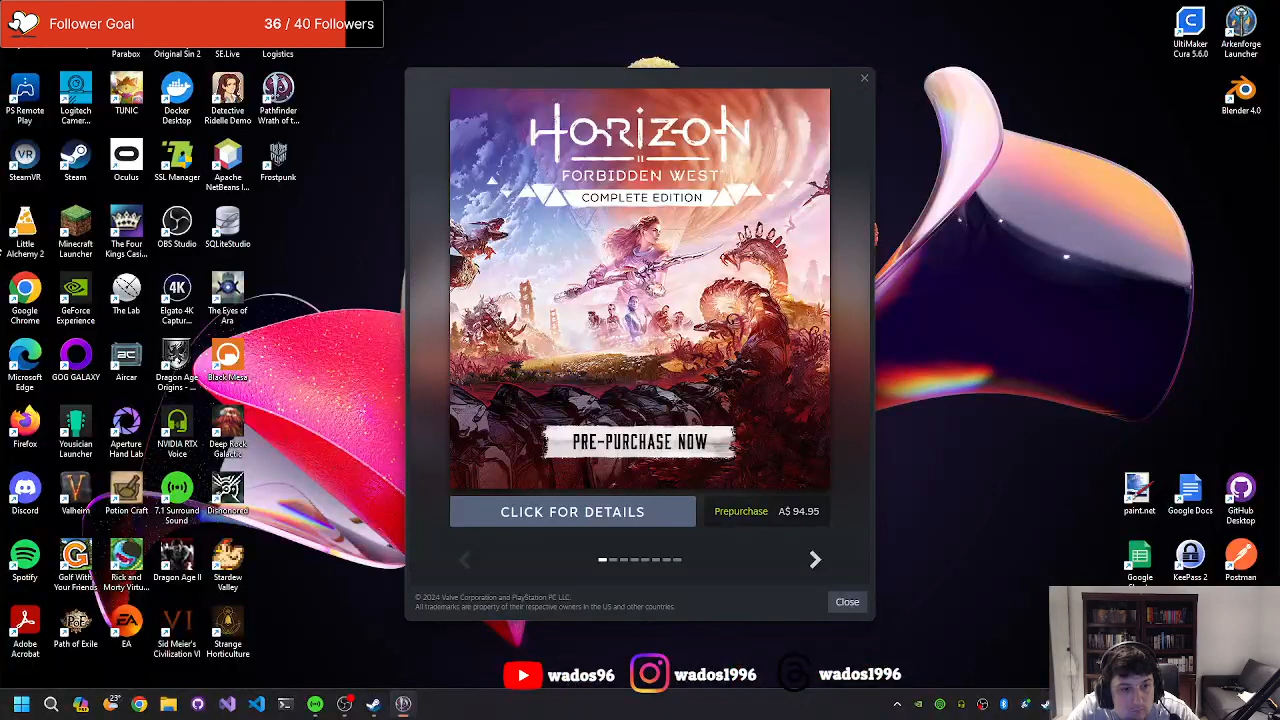 Follower Goal
36 / 40 Followers
Parabox
Original Sin 2
SE.Live
Logistics
PS Remote
Play
Logitech
Camer...
TUNIC
Docker
Desktop
Detective
Ridelle Demo
Pathfinder
Wrath of t...
SteamVR
Steam
Oculus
SSL Manager
Apache
NetBeans I...
Frostpunk
Little
Alchemy 2
Minecraft
Launcher
The Four
Kings Casi...
OBS Studio
SQLiteStudio
Google
Chrome
GeForce
Experience
The Lab
Elgato 4K
Captur...
The Eyes of
Ara
Microsoft
Edge
GOG GALAXY
Aircar
Dragon Age
Origins - ...
Black Mesa
Firefox
Yousician
Launcher
Aperture
Hand Lab
NVIDIA RTX
Voice
Deep Rock
Galactic
Discord
Valheim
Potion Craft
7.1 Surround
Sound
Dishonored
Spotify
Golf With
Your Friends
Rick and
Morty Virtu...
Dragon Age II
Stardew
Valley
Adobe
Acrobat
Path of Exile
EA
Sid Meier's
Civilization VI
Strange
Horticulture
HORIZON
II
FORBIDDEN WEST
COMPLETE EDITION
PRE-PURCHASE NOW
CLICK FOR DETAILS
Prepurchase A$ 94.95
© 2024 Valve Corporation and PlayStation PE LLC.
All trademarks are property of their respective owners in the US and other countries.
Close
UltiMaker
Cura 5.6.0
Arkenforge
Launcher
Blender 4.0
paint.net
Google Docs
GitHub
Desktop
Google
KeePass 2
Postman
wados96
wados1996
wados1996
23°